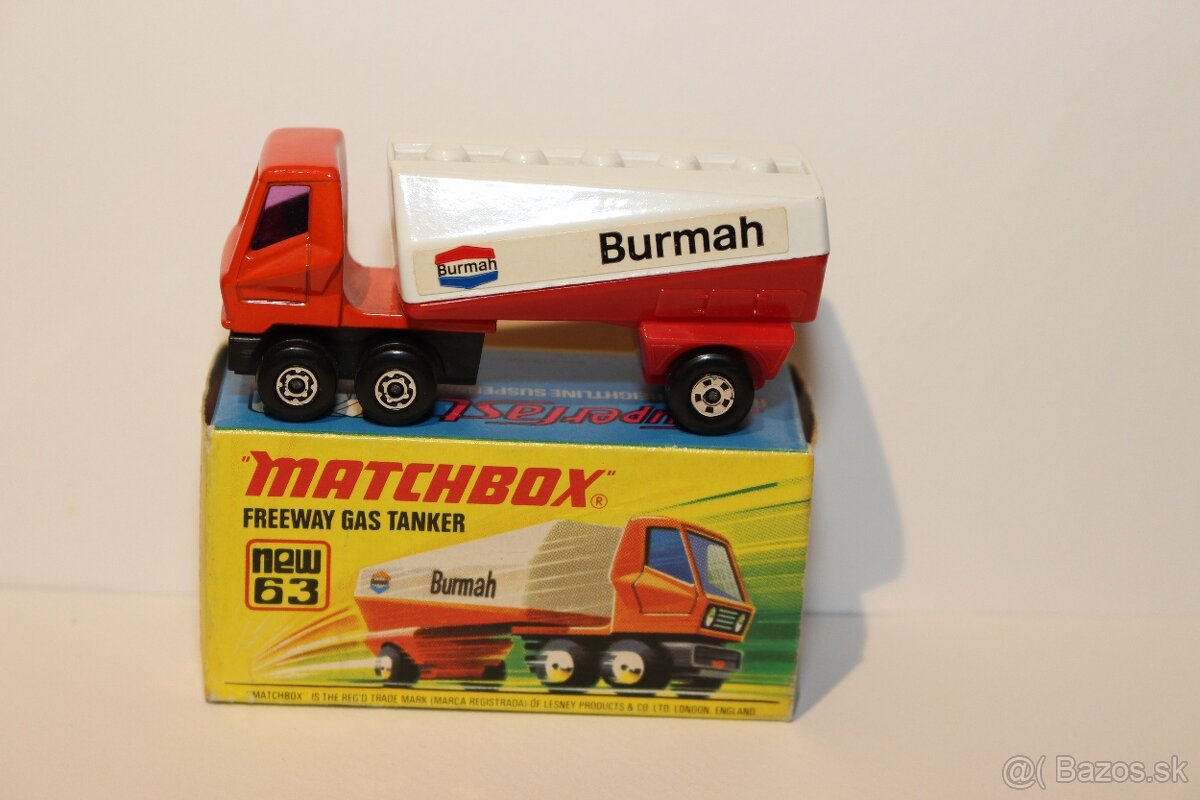 Burmah
Burmah
Superfast
"MATCHBOX"®
FREEWAY GAS TANKER
new
63
Burmah
"MATCHBOX" IS THE REG'D TRADE MARK (MARCA REGISTRADA) OF LESNEY PRODUCTS & CO. LTD. LONDON, ENGLAND.
@( Bazos.sk